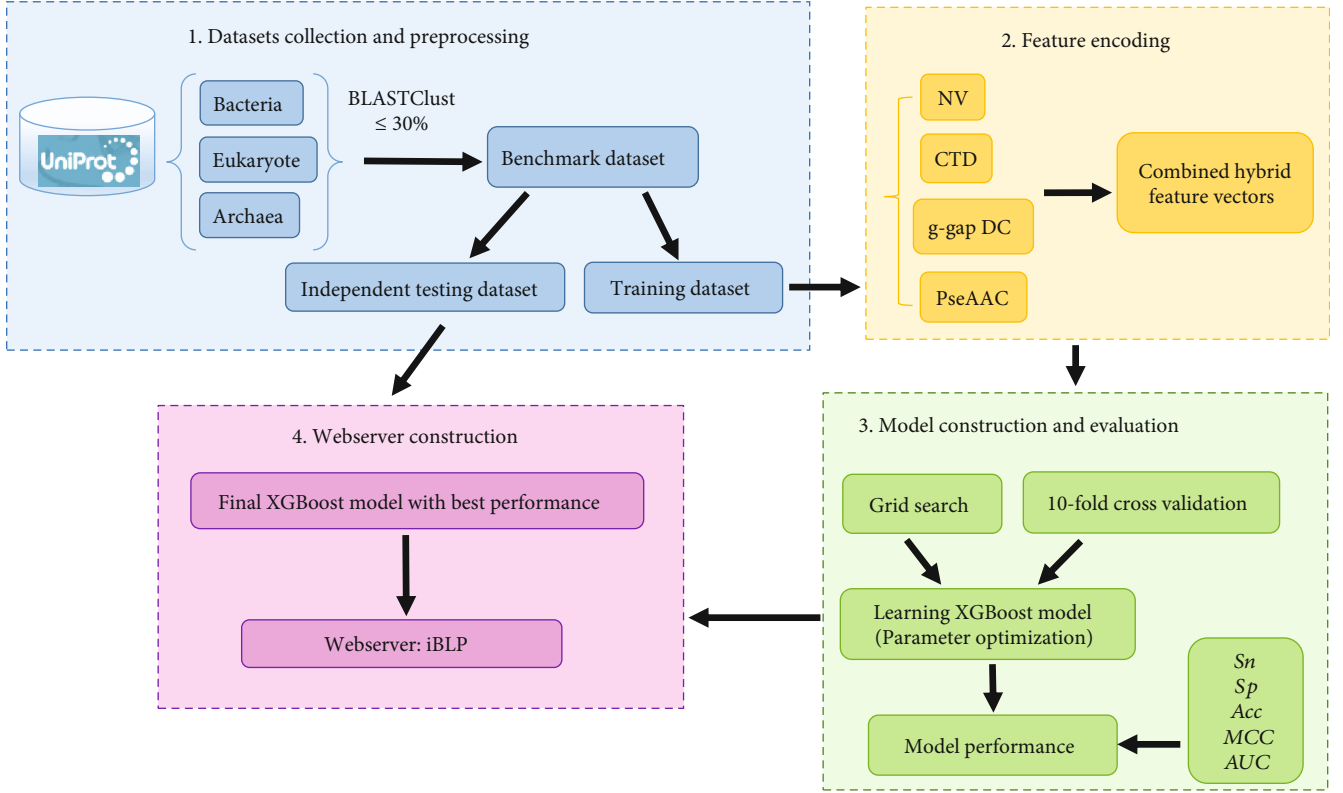 1. Datasets collection and preprocessing
UniProt
Bacteria
Eukaryote
Archaea
BLASTClust
≤ 30%
Benchmark dataset
Independent testing dataset
Training dataset
2. Feature encoding
NV
CTD
g-gap DC
PseAAC
Combined hybrid
feature vectors
3. Model construction and evaluation
Grid search
10-fold cross validation
Learning XGBoost model
(Parameter optimization)
Model performance
Sn
Sp
Acc
MCC
AUC
4. Webserver construction
Final XGBoost model with best performance
Webserver: iBLP